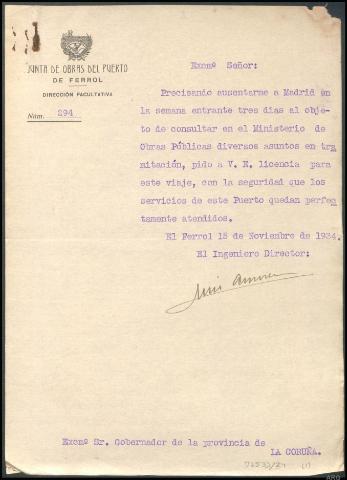 JUNTA DE OBRAS DEL PUERTO
DE FERROL
DIRECCIÓN FACULTATIVA
Núm. 294
Excmº Señor:
Precisando ausentarme a Madrid en
la semana entrante tres días al obje-
to de consultar en el Ministerio de
Obras Públicas diversos asuntos en tra
mitación, pido a V. E. licencia para
este viaje, con la seguridad que los
servicios de este Puerto quedan perfec
tamente atendidos.
El Ferrol 15 de Noviembre de 1934.
El Ingeniero Director:
Excmº Sr. Gobernador de la provincia de
LA CORUÑA.
(1)